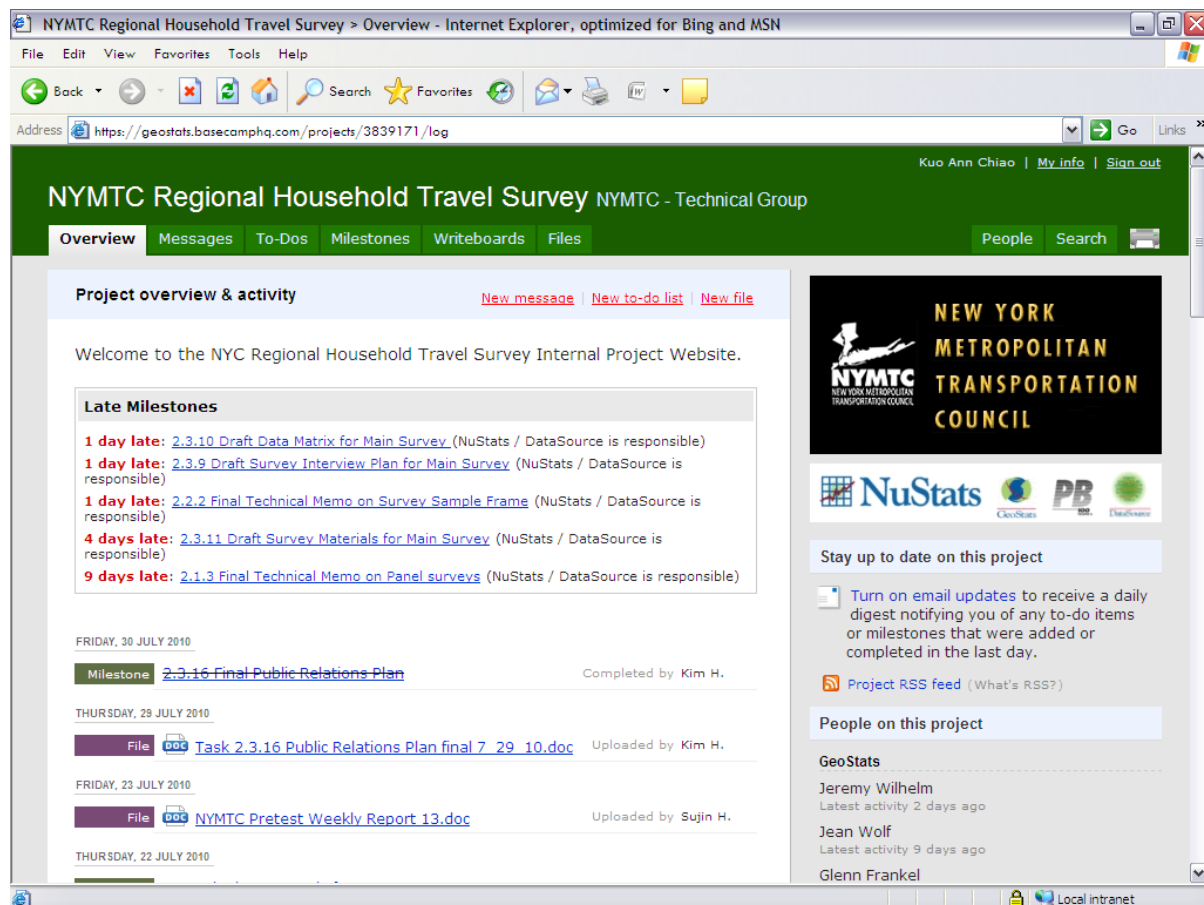 NYMTC Regional Household Travel Survey > Overview - Internet Explorer, optimized for Bing and MSN
File Edit View Favorites Tools Help
Back Search Favorites
Address https://geostats.basecamphq.com/projects/3839171/log Go Links »
Kuo Ann Chiao | My info | Sign out
NYMTC Regional Household Travel Survey NYMTC - Technical Group
Overview Messages To-Dos Milestones Writeboards Files People Search
Project overview & activity New message | New to-do list | New file
Welcome to the NYC Regional Household Travel Survey Internal Project Website.
Late Milestones
1 day late: 2.3.10 Draft Data Matrix for Main Survey (NuStats / DataSource is responsible)
1 day late: 2.3.9 Draft Survey Interview Plan for Main Survey (NuStats / DataSource is
responsible)
1 day late: 2.2.2 Final Technical Memo on Survey Sample Frame (NuStats / DataSource is
responsible)
4 days late: 2.3.11 Draft Survey Materials for Main Survey (NuStats / DataSource is
responsible)
9 days late: 2.1.3 Final Technical Memo on Panel surveys (NuStats / DataSource is responsible)
FRIDAY, 30 JULY 2010
Milestone 2.3.16 Final Public Relations Plan Completed by Kim H.
THURSDAY, 29 JULY 2010
File DOC Task 2.3.16 Public Relations Plan final 7_29_10.doc Uploaded by Kim H.
FRIDAY, 23 JULY 2010
File DOC NYMTC Pretest Weekly Report 13.doc Uploaded by Sujin H.
THURSDAY, 22 JULY 2010
NYMTC
NEW YORK METROPOLITAN
TRANSPORTATION COUNCIL
NEW YORK
METROPOLITAN
TRANSPORTATION
COUNCIL
NuStats GeoStats PB DataSource
Stay up to date on this project
Turn on email updates to receive a daily
digest notifying you of any to-do items
or milestones that were added or
completed in the last day.
Project RSS feed (What's RSS?)
People on this project
GeoStats
Jeremy Wilhelm
Latest activity 2 days ago
Jean Wolf
Latest activity 9 days ago
Glenn Frankel
Local intranet